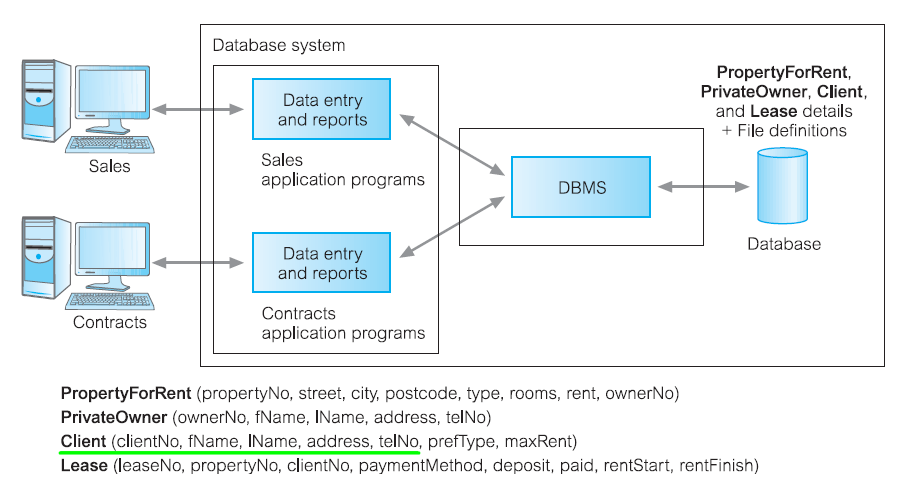 Database system
PropertyForRent,
PrivateOwner, Client,
and Lease details
+ File definitions
Data entry
and reports
Sales
Sales
application programs
DBMS
Database
Data entry
and reports
Contracts
Contracts
application programs
PropertyForRent (propertyNo, street, city, postcode, type, rooms, rent, ownerNo)
PrivateOwner (ownerNo, fName, lName, address, telNo)
Client (clientNo, fName, lName, address, telNo, prefType, maxRent)
Lease (leaseNo, propertyNo, clientNo, paymentMethod, deposit, paid, rentStart, rentFinish)